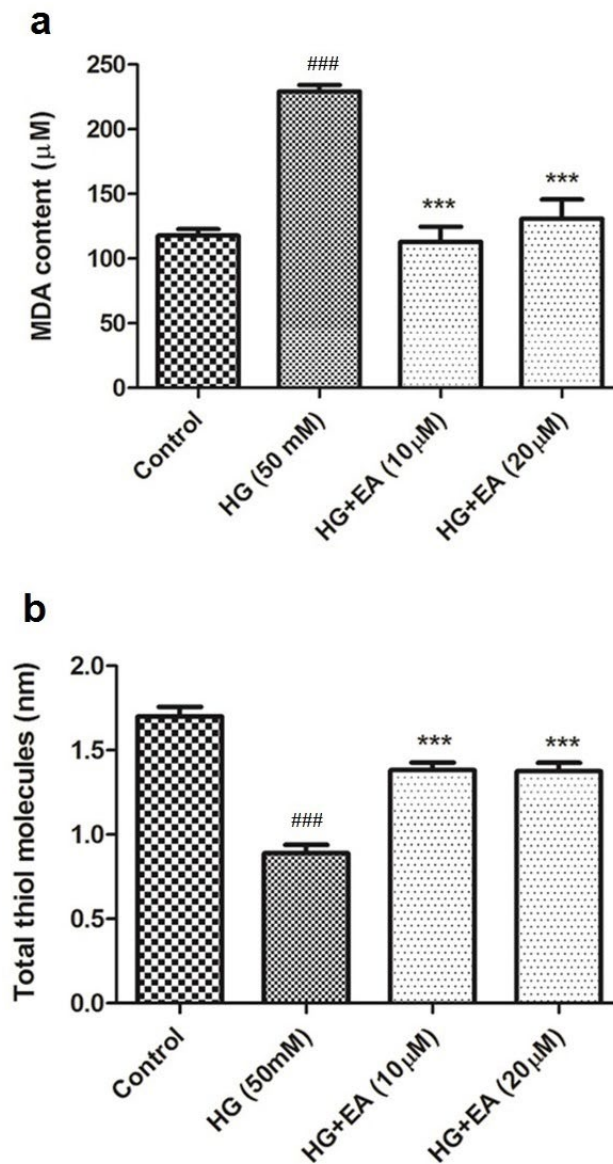 a
MDA content (μM)
250
200
150
100
50
0
###
***
***
Control
HG (50 mM)
HG+EA (10μM)
HG+EA (20μM)
b
Total thiol molecules (nm)
2.0
1.5
1.0
0.5
0.0
###
***
***
Control
HG (50mM)
HG+EA (10μM)
HG+EA (20μM)